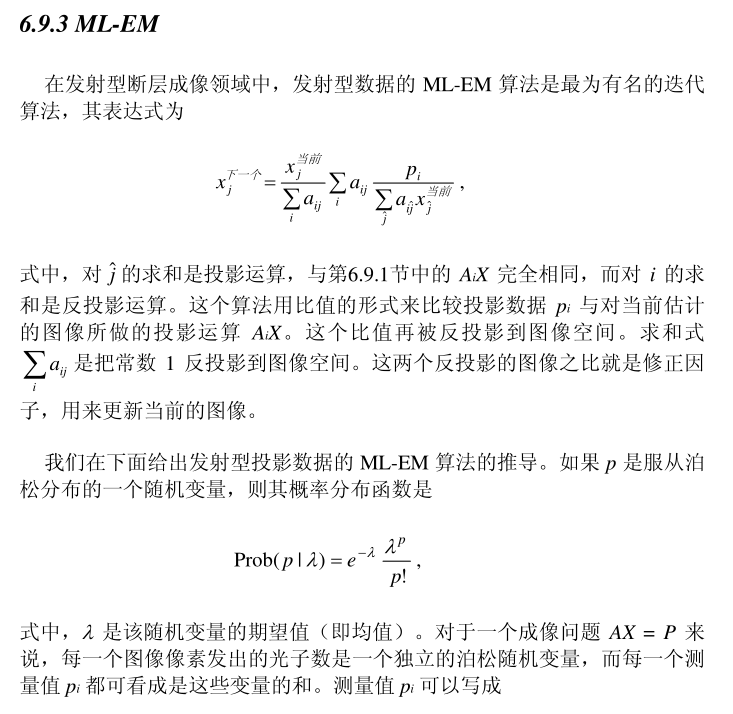 6.9.3 ML-EM
在发射型断层成像领域中，发射型数据的 ML-EM 算法是最为有名的迭代
算法，其表达式为
x_j^{下一个} = \frac{x_j^{当前}}{\sum_i a_{ij}} \sum_i a_{ij} \frac{p_i}{\sum_{\hat{j}} a_{i\hat{j}} x_{\hat{j}}^{当前}} ,
式中，对 \hat{j} 的求和是投影运算，与第6.9.1节中的 AiX 完全相同，而对 i 的求
和是反投影运算。这个算法用比值的形式来比较投影数据 pi 与对当前估计
的图像所做的投影运算 AiX。这个比值再被反投影到图像空间。求和式
\sum_i a_{ij} 是把常数 1 反投影到图像空间。这两个反投影的图像之比就是修正因
子，用来更新当前的图像。
我们在下面给出发射型投影数据的 ML-EM 算法的推导。如果 p 是服从泊
松分布的一个随机变量，则其概率分布函数是
Prob(p | λ) = e^{-λ} \frac{λ^p}{p!} ,
式中，λ 是该随机变量的期望值（即均值）。对于一个成像问题 AX = P 来
说，每一个图像像素发出的光子数是一个独立的泊松随机变量，而每一个测
量值 pi 都可看成是这些变量的和。测量值 pi 可以写成